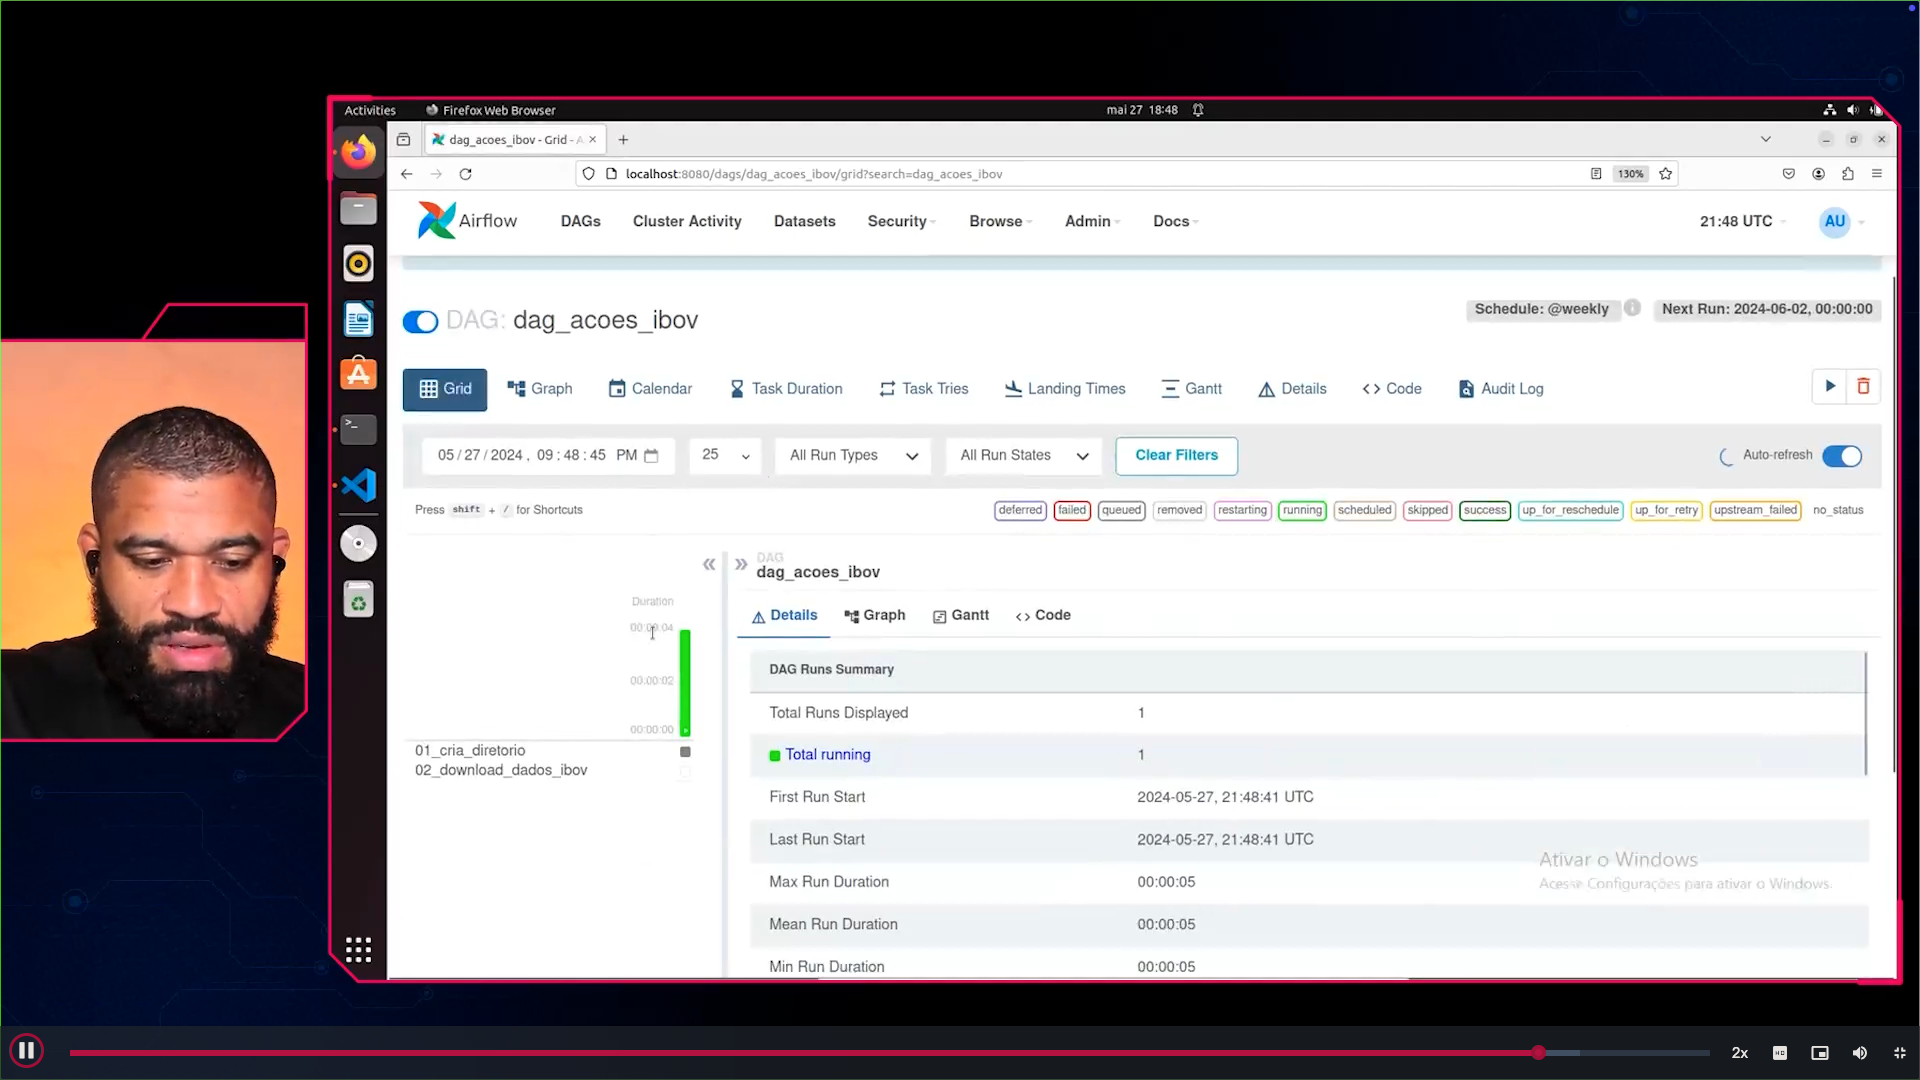 Activities
Firefox Web Browser
mai 27 18:48
dag_acoes_ibov - Grid - A
localhost:8080/dags/dag_acoes_ibov/grid?search=dag_acoes_ibov
130%
Airflow
DAGs
Cluster Activity
Datasets
Security
Browse
Admin
Docs
21:48 UTC
AU
DAG: dag_acoes_ibov
Schedule: @weekly
Next Run: 2024-06-02, 00:00:00
Grid
Graph
Calendar
Task Duration
Task Tries
Landing Times
Gantt
Details
<> Code
Audit Log
05/27/2024, 09:48:45 PM
25
All Run Types
All Run States
Clear Filters
Auto-refresh
Press shift + / for Shortcuts
deferred
failed
queued
removed
restarting
running
scheduled
skipped
success
up_for_reschedule
up_for_retry
upstream_failed
no_status
Duration
00:00:04
00:00:02
00:00:00
01_cria_diretorio
02_download_dados_ibov
DAG
dag_acoes_ibov
Details
Graph
Gantt
<> Code
DAG Runs Summary
Total Runs Displayed 1
Total running 1
First Run Start 2024-05-27, 21:48:41 UTC
Last Run Start 2024-05-27, 21:48:41 UTC
Max Run Duration 00:00:05
Mean Run Duration 00:00:05
Min Run Duration 00:00:05
Ativar o Windows
Acesse Configurações para ativar o Windows.
2x